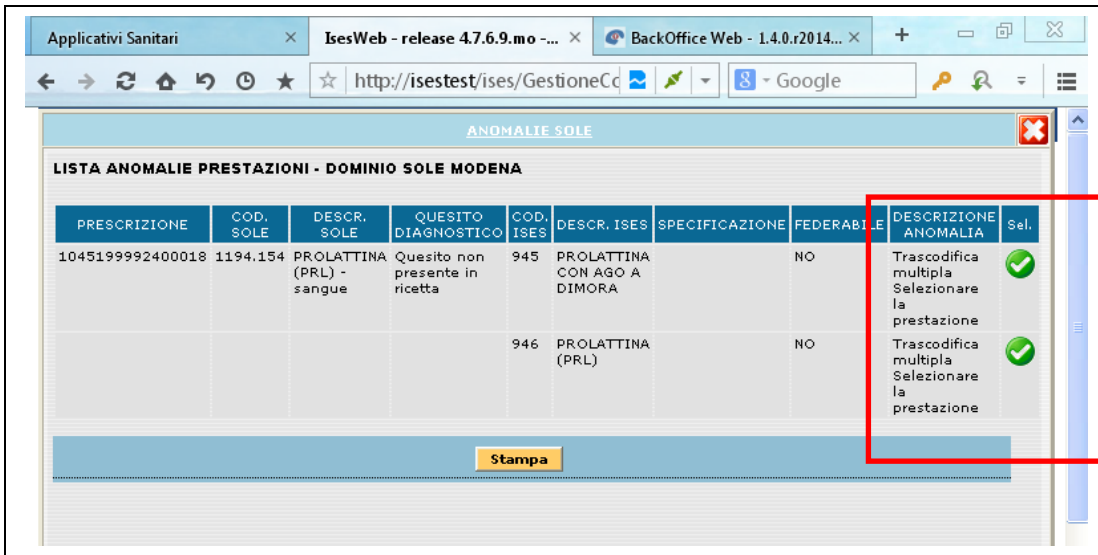 Applicativi Sanitari × IsesWeb - release 4.7.6.9.mo -... × BackOffice Web - 1.4.0.r2014... × +
http://isestest/ises/GestioneCo 8 Google
ANOMALIE SOLE
LISTA ANOMALIE PRESTAZIONI - DOMINIO SOLE MODENA
PRESCRIZIONE COD. SOLE DESCR. SOLE QUESITO DIAGNOSTICO COD. ISES DESCR. ISES SPECIFICAZIONE FEDERABILE DESCRIZIONE ANOMALIA Sel.
1045199992400018 1194.154 PROLATTINA Quesito non 945 PROLATTINA NO Trascodifica
(PRL) - presente in CON AGO A multipla
sangue ricetta DIMORA Selezionare
la
prestazione
946 PROLATTINA NO Trascodifica
(PRL) multipla
Selezionare
la
prestazione
Stampa